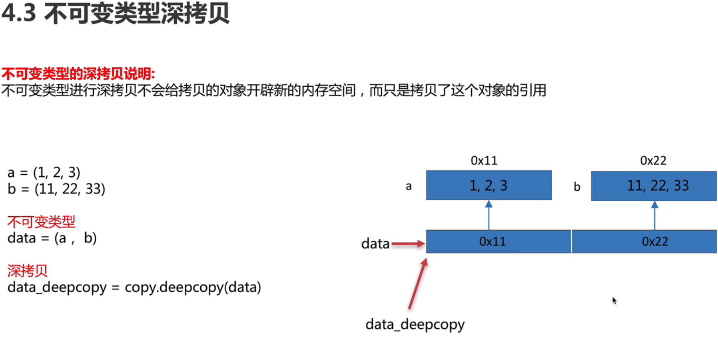 4.3 不可变类型深拷贝
不可变类型的深拷贝说明:
不可变类型进行深拷贝不会给拷贝的对象开辟新的内存空间，而只是拷贝了这个对象的引用
a = (1, 2, 3)
b = (11, 22, 33)
不可变类型
data = (a ,  b)
深拷贝
data_deepcopy = copy.deepcopy(data)
0x11
0x22
a
1, 2, 3
b
11, 22, 33
data
0x11
0x22
data_deepcopy